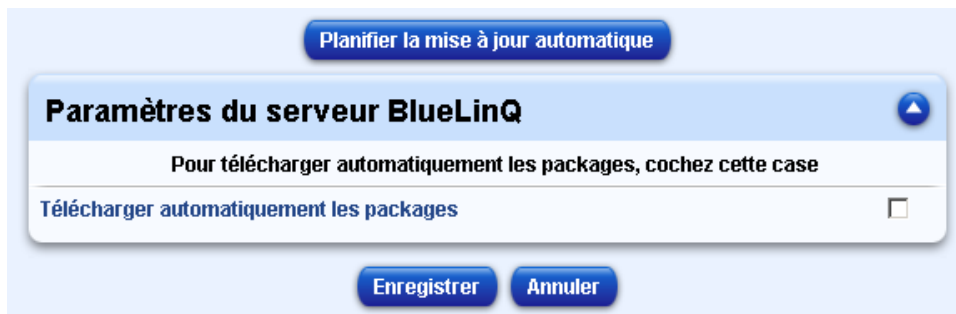 Planifier la mise à jour automatique
Paramètres du serveur BlueLinQ
Pour télécharger automatiquement les packages, cochez cette case
Télécharger automatiquement les packages
Enregistrer Annuler